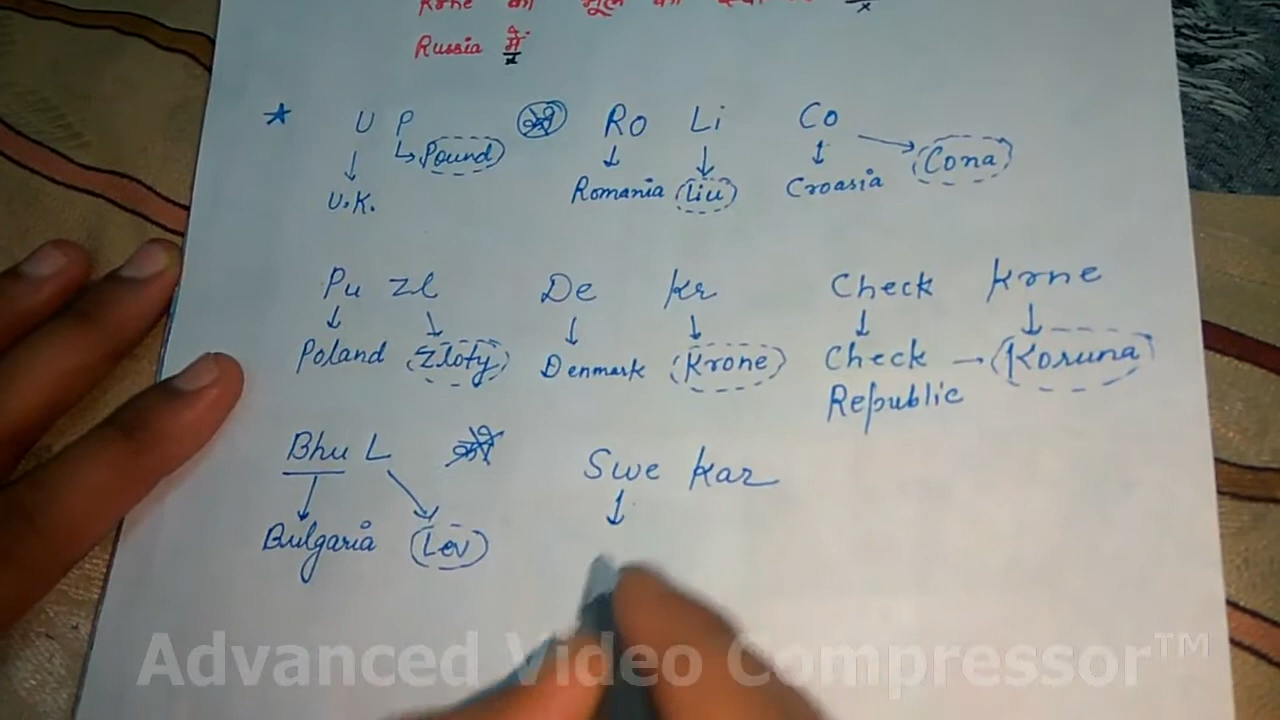 Krne का मूल
Russia में
* U P Ro Li Co
Pound Cona
U.K. Romania Liu Croasia
Pu Zl De Kr Check Krne
Poland Zloty Denmark Krone Check Koruna
Republic
Bhu L Swe Kar
Bulgaria Lev
Advanced Video Compressor™